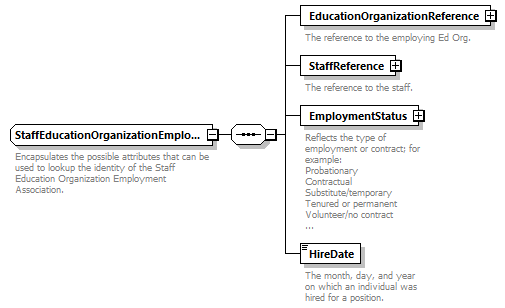 EducationOrganizationReference
The reference to the employing Ed Org.
StaffReference
The reference to the staff.
StaffEducationOrganizationEmplo...
Encapsulates the possible attributes that can be
used to lookup the identity of the Staff
Education Organization Employment
Association.
EmploymentStatus
Reflects the type of
employment or contract; for
example:
Probationary
Contractual
Substitute/temporary
Tenured or permanent
Volunteer/no contract
...
HireDate
The month, day, and year
on which an individual was
hired for a position.